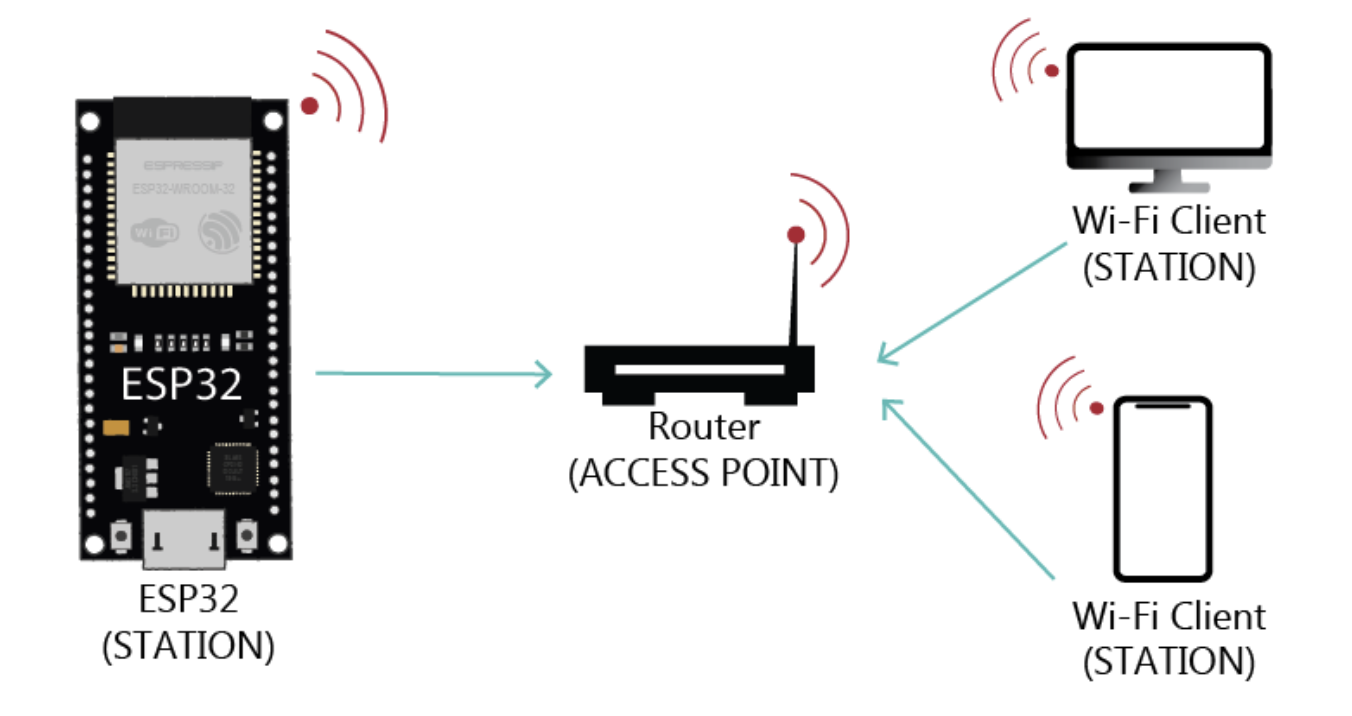 ESPRESSIF
ESP32-WROOM-32
Wi Fi
ESP32
ESP32
(STATION)
Router
(ACCESS POINT)
Wi-Fi Client
(STATION)
Wi-Fi Client
(STATION)